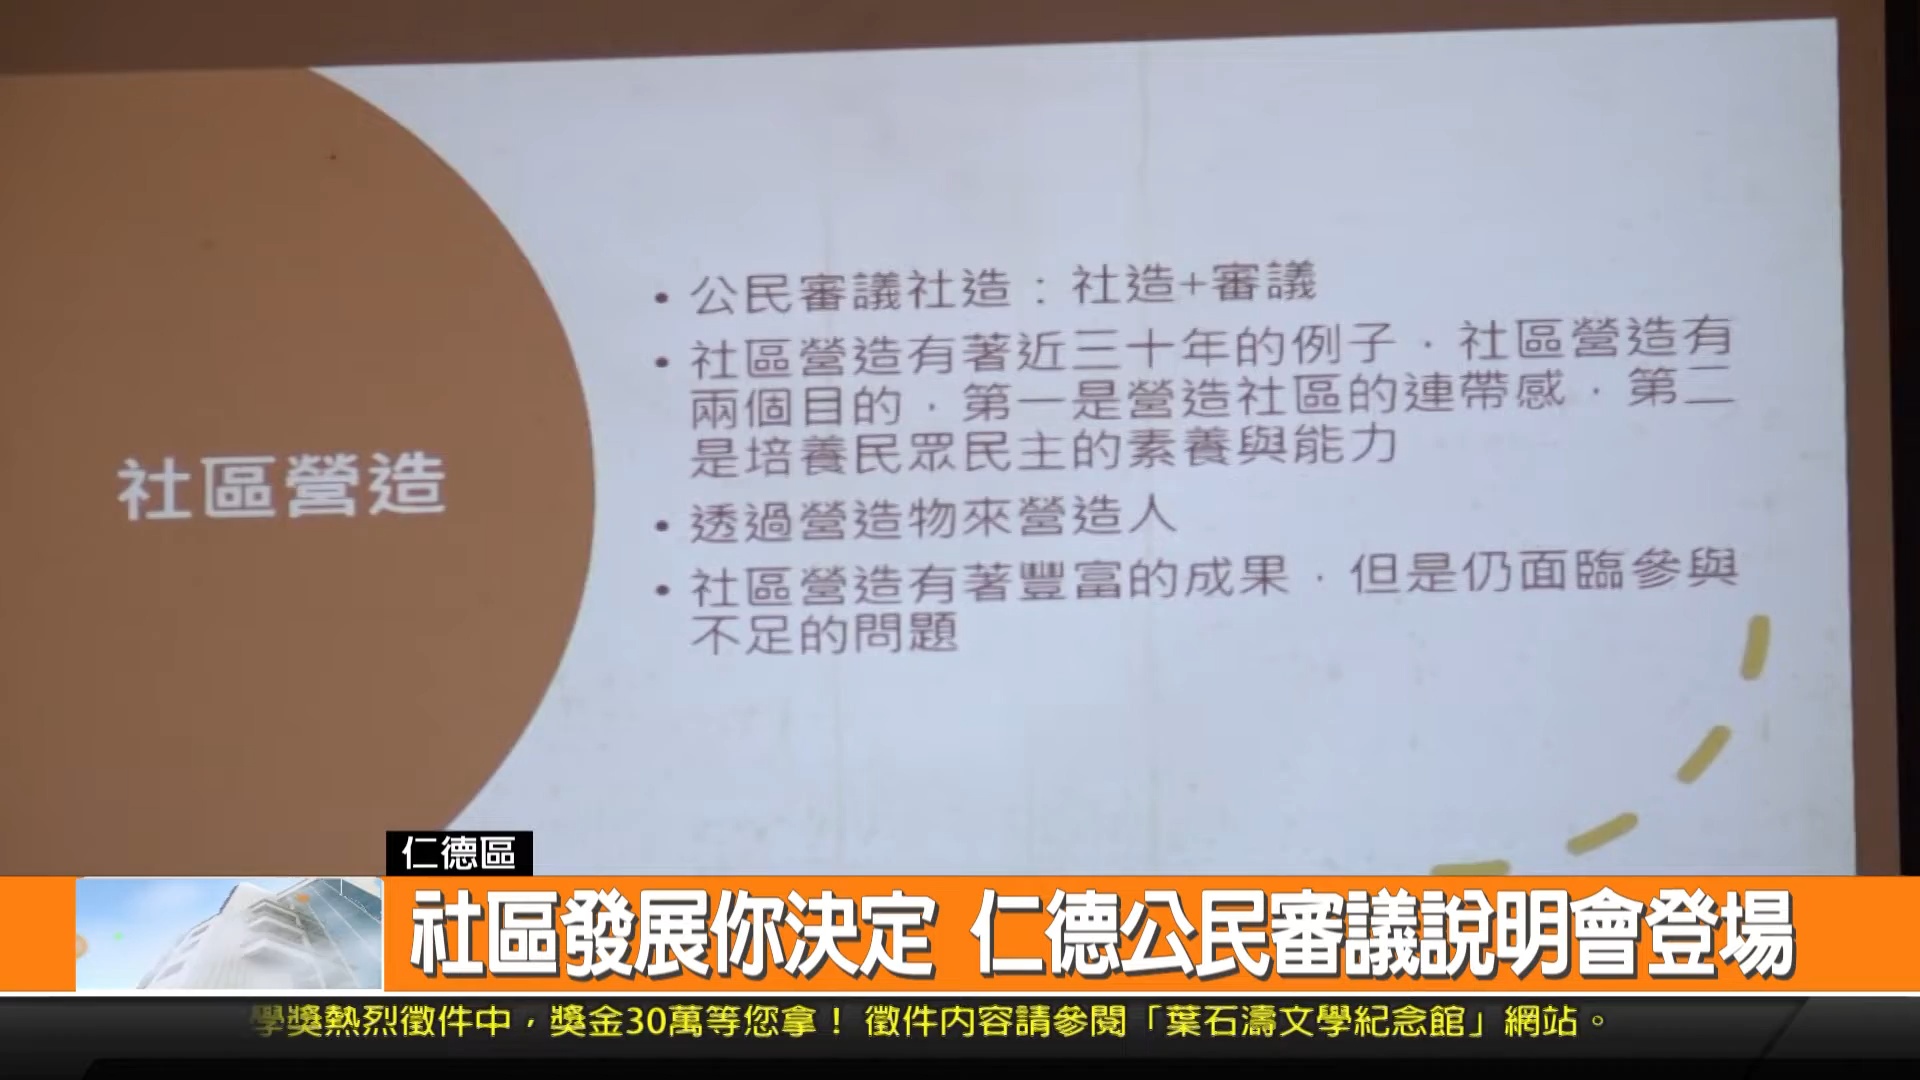 社區營造
• 公民審議社造：社造+審議
• 社區營造有著近三十年的例子，社區營造有
兩個目的，第一是營造社區的連帶感，第二
是培養民眾民主的素養與能力
• 透過營造物來營造人
• 社區營造有著豐富的成果，但是仍面臨參與
不足的問題
仁德區
社區發展你決定 仁德公民審議說明會登場
學獎熱烈徵件中，獎金30萬等您拿！ 徵件內容請參閱「葉石濤文學紀念館」網站。